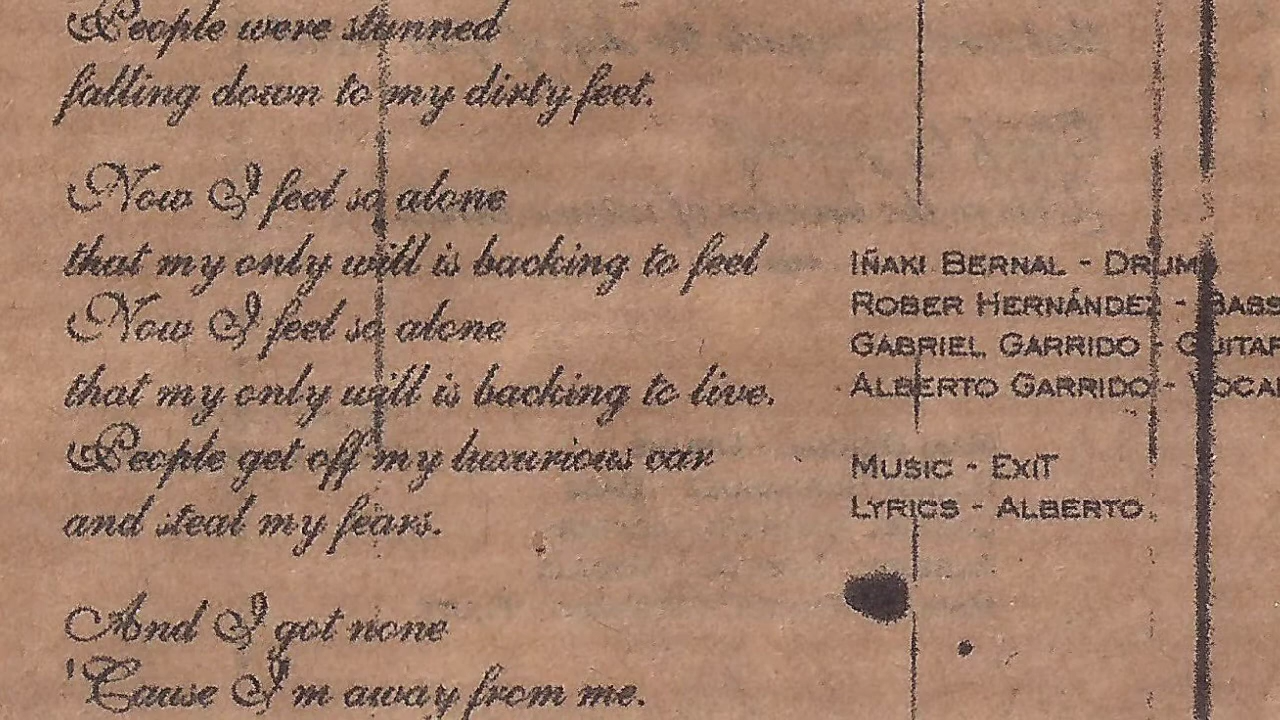 People were stunned
falling down to my dirty feet.
Now I feel so alone
that my only will is backing to feel
Now I feel so alone
that my only will is backing to live.
People get off my luxurious car
and steal my fears.
And I got none
'Cause I'm away from me.
Iñaki Bernal - Drums
Rober Hernández - Bass
Gabriel Garrido - Guitar
Alberto Garrido - Vocal
Music - Exit
Lyrics - Alberto